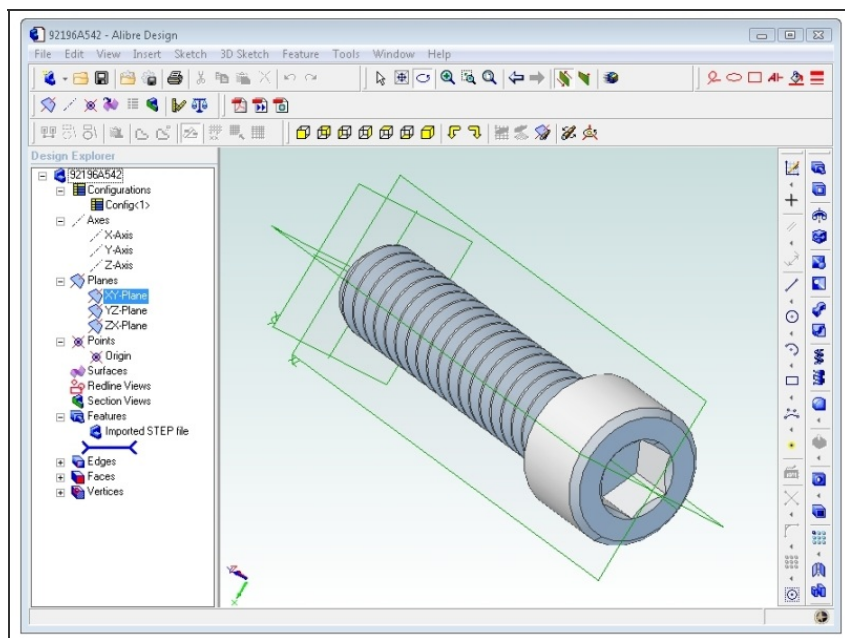 92196A542 - Alibre Design
File Edit View Insert Sketch 3D Sketch Feature Tools Window Help
Design Explorer
92196A542
Configurations
Config<1>
Axes
X-Axis
Y-Axis
Z-Axis
Planes
XY-Plane
YZ-Plane
ZX-Plane
Points
Origin
Surfaces
Redline Views
Section Views
Features
Imported STEP file
Edges
Faces
Vertices